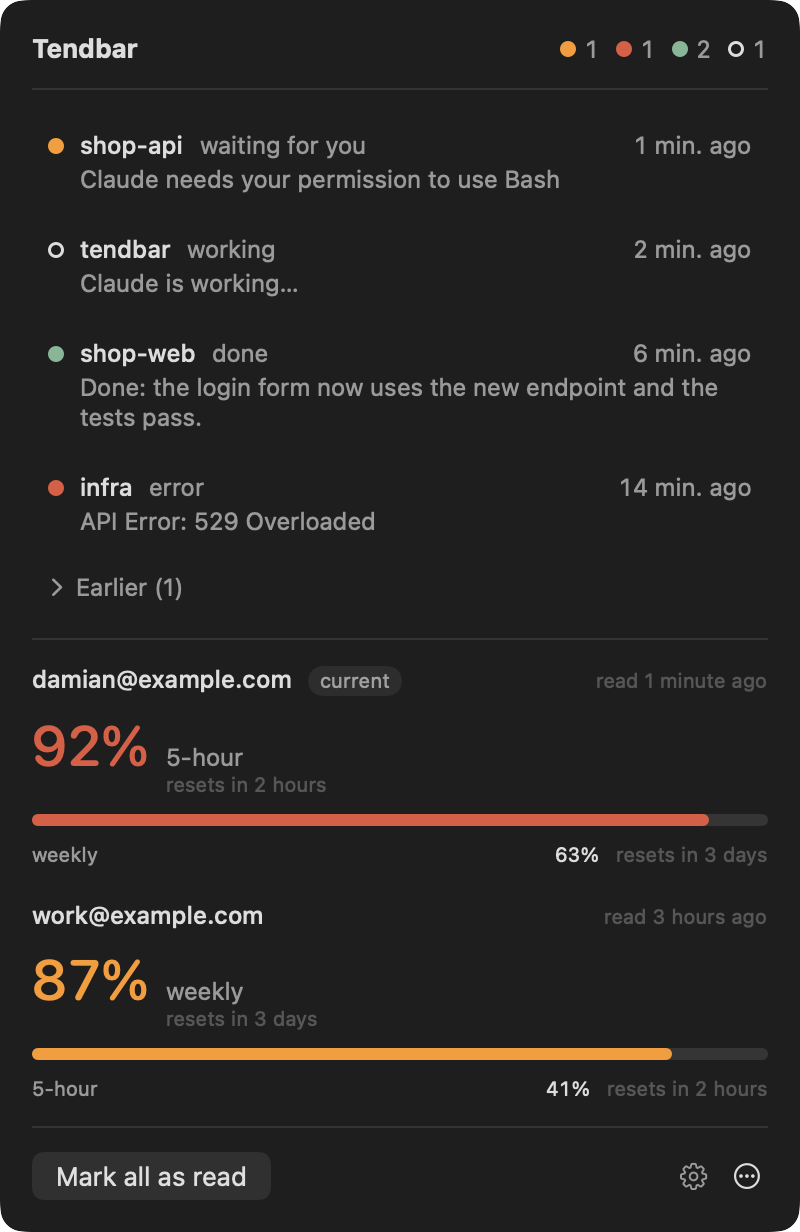 Tendbar 1 1 2 1
shop-api waiting for you 1 min. ago
Claude needs your permission to use Bash
tendbar working 2 min. ago
Claude is working...
shop-web done 6 min. ago
Done: the login form now uses the new endpoint and the
tests pass.
infra error 14 min. ago
API Error: 529 Overloaded
Earlier (1)
damian@example.com current read 1 minute ago
92% 5-hour
resets in 2 hours
weekly 63% resets in 3 days
work@example.com read 3 hours ago
87% weekly
resets in 3 days
5-hour 41% resets in 2 hours
Mark all as read